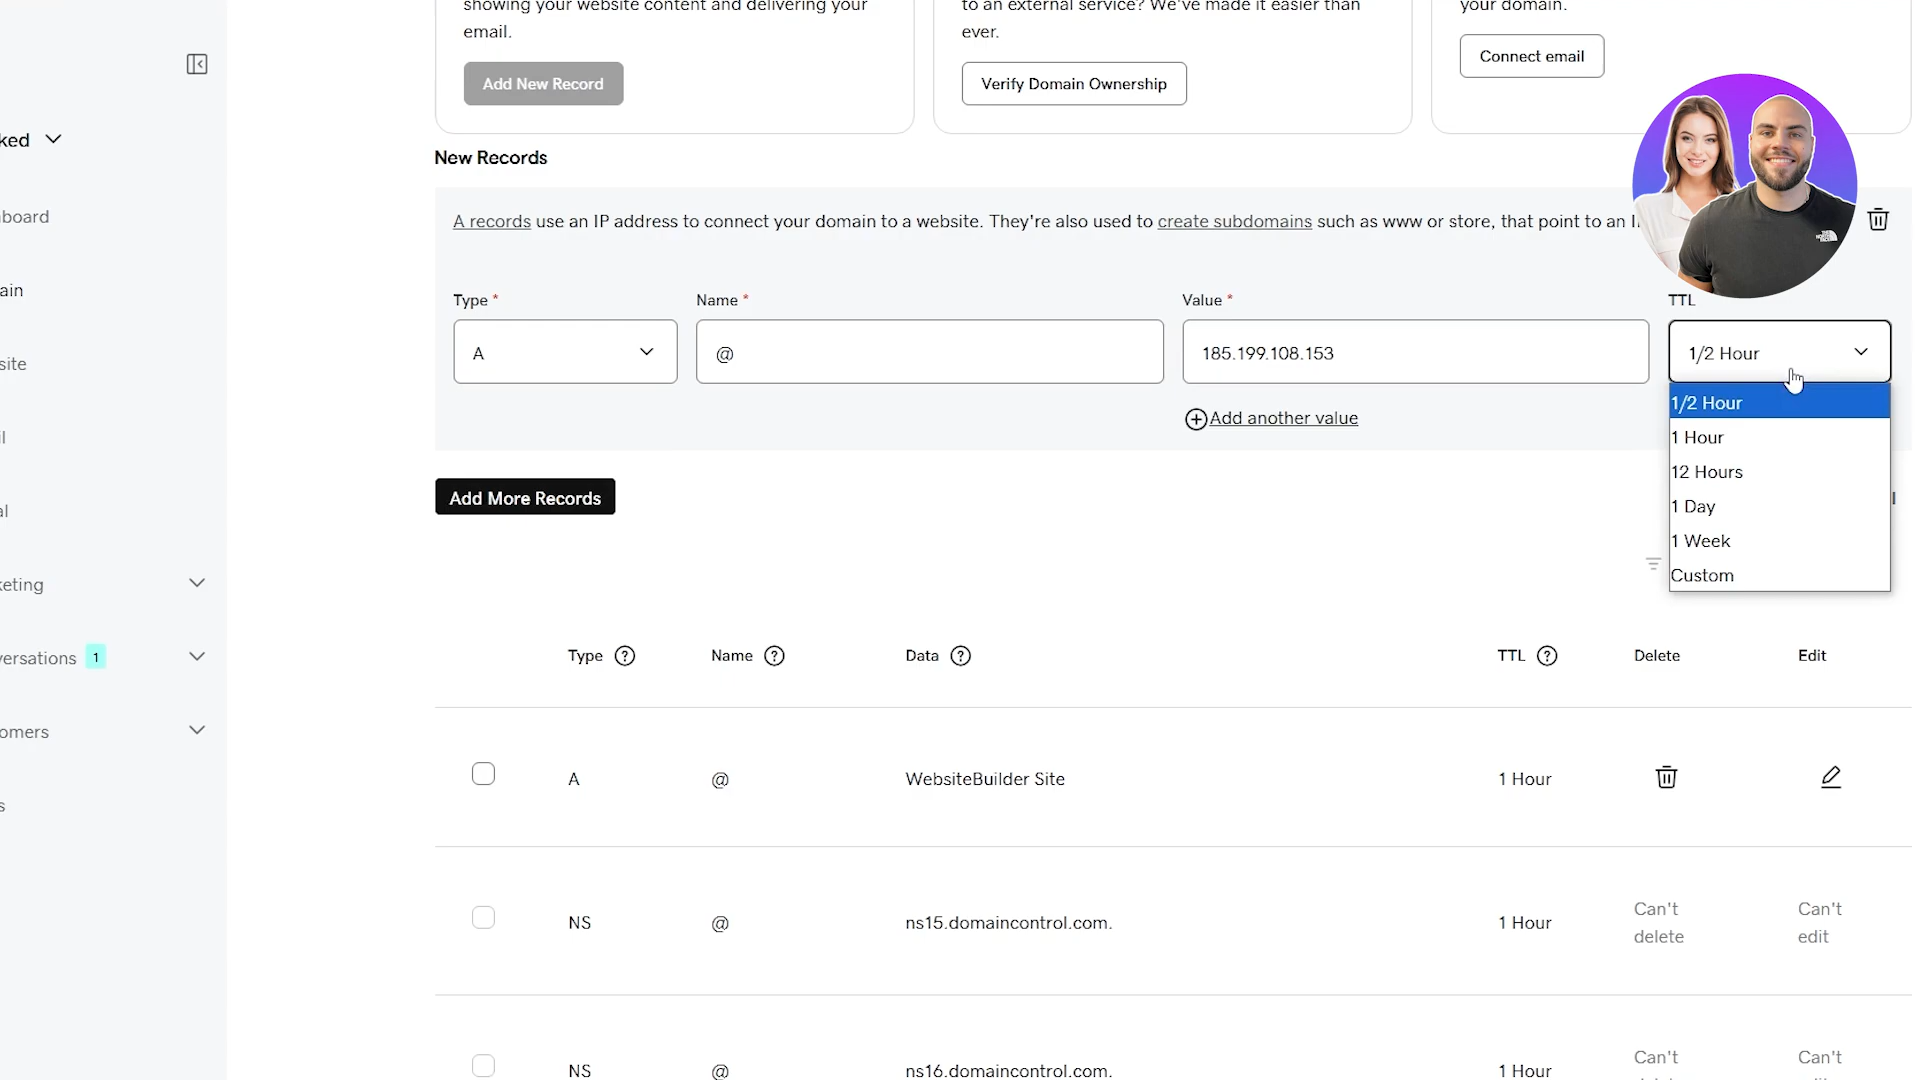 showing your website content and delivering your
email.
Add New Record
to an external service? We've made it easier than
ever.
Verify Domain Ownership
your domain.
Connect email
ked
board
ain
site
il
al
keting
versations 1
omers
s
New Records
A records use an IP address to connect your domain to a website. They're also used to create subdomains such as www or store, that point to an I
THE NORTH FACE
Type * Name * Value * TTL
A @ 185.199.108.153 1/2 Hour
Add another value
1/2 Hour
1 Hour
12 Hours
1 Day
1 Week
Custom
Add More Records
Type ? Name ? Data ? TTL ? Delete Edit
A @ WebsiteBuilder Site 1 Hour
NS @ ns15.domaincontrol.com. 1 Hour Can't delete Can't edit
NS @ ns16.domaincontrol.com. 1 Hour Can't Can't